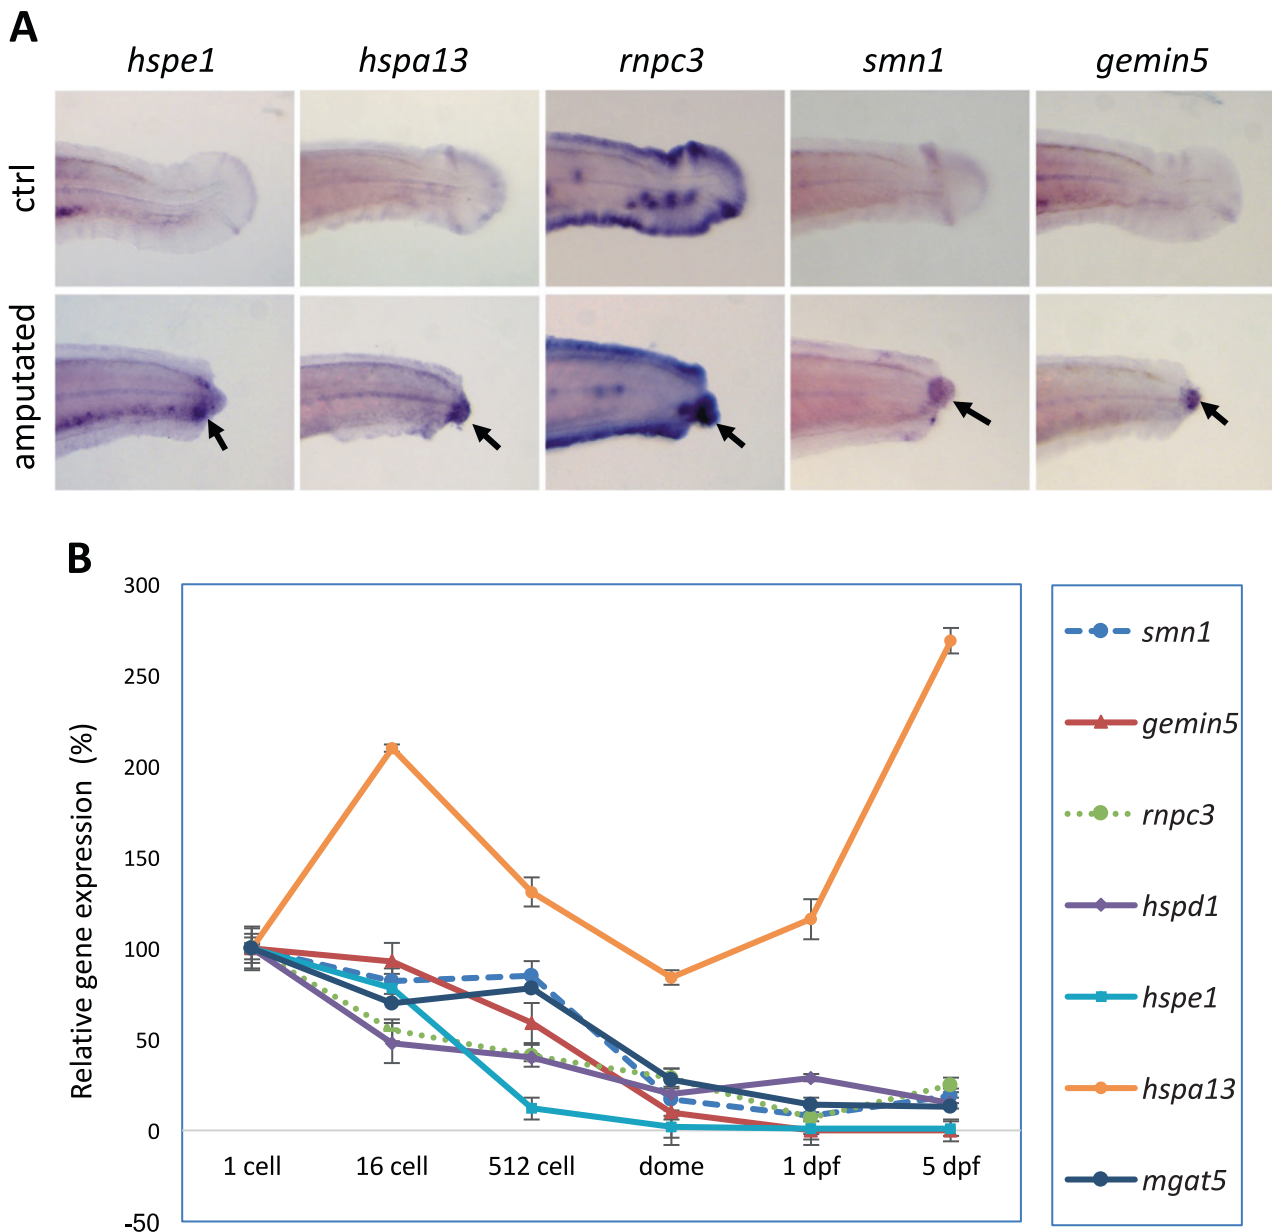 A
hspe1 hspa13 rnpc3 smn1 gemin5
ctrl
amputated
B
Relative gene expression (%)
300
250
200
150
100
50
0
-50
1 cell 16 cell 512 cell dome 1 dpf 5 dpf
smn1
gemin5
rnpc3
hspd1
hspe1
hspa13
mgat5